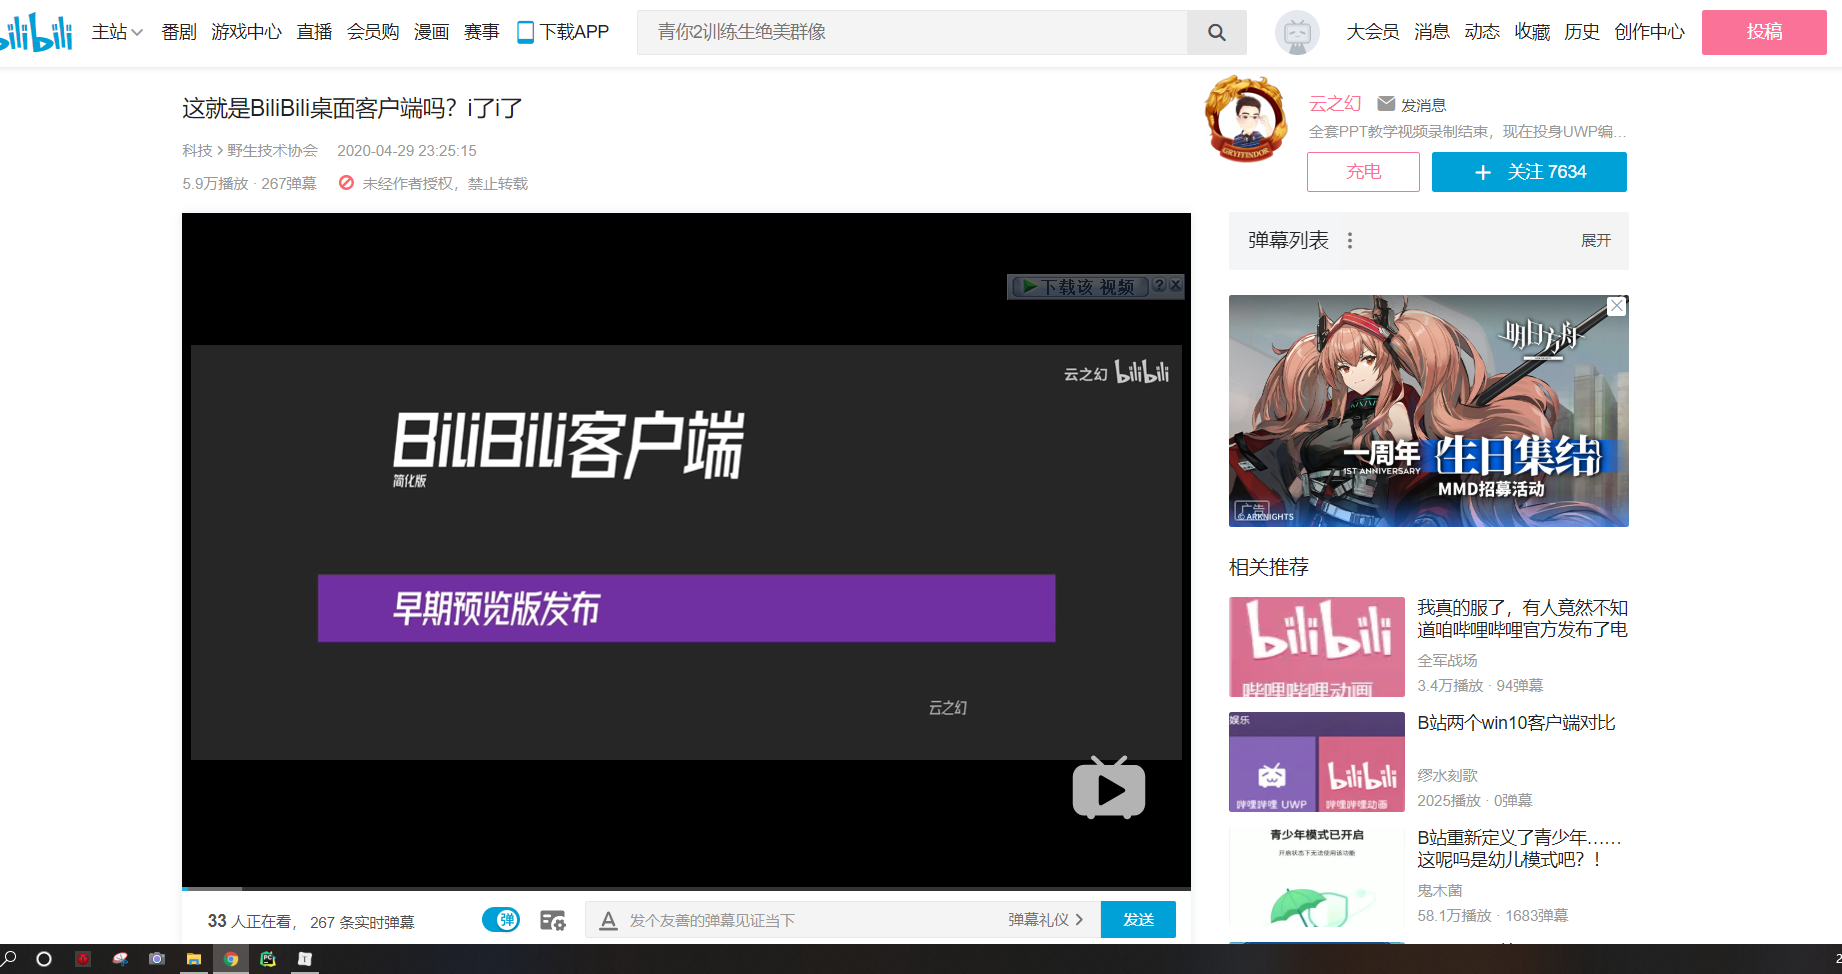 bilibili 主站 番剧 游戏中心 直播 会员购 漫画 赛事 下载APP 青你2训练生绝美群像 大会员 消息 动态 收藏 历史 创作中心 投稿
这就是BiliBili桌面客户端吗？i了i了
科技 > 野生技术协会 2020-04-29 23:25:15
5.9万播放 · 267弹幕 未经作者授权，禁止转载
云之幻 发消息
全套PPT教学视频录制结束，现在投身UWP编...
GRYFFINDOR
充电 + 关注 7634
下载该 视频 ? X
云之幻 bilibili
BiliBili客户端
简化版
早期预览版发布
云之幻
33 人正在看， 267 条实时弹幕 弹 A 发个友善的弹幕见证当下 弹幕礼仪 > 发送
弹幕列表 展开
明日方舟
一周年 生日集结
1ST ANNIVERSARY
MMD招募活动
广告
© ARKNIGHTS
相关推荐
bilibili
哔哩哔哩动画
我真的服了，有人竟然不知
道咱哔哩哔哩官方发布了电
全军战场
3.4万播放 · 94弹幕
娱乐
bilibili
哔哩哔哩 UWP 哔哩哔哩动画
B站两个win10客户端对比
缪水刻歌
2025播放 · 0弹幕
青少年模式已开启
开启状态下无法使用该功能
B站重新定义了青少年……
这呢吗是幼儿模式吧？！
鬼木菌
58.1万播放 · 1683弹幕
PC T 2